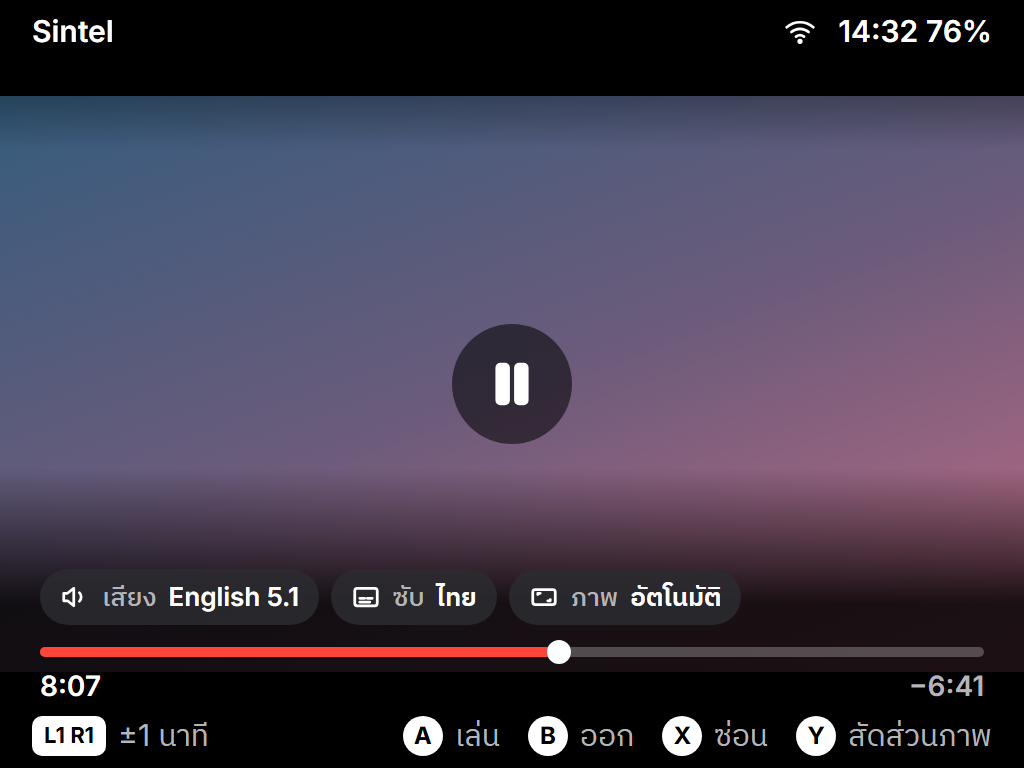 Sintel
14:32 76%
เสียง English 5.1
ซับ ไทย
ภาพ อัตโนมัติ
8:07
−6:41
L1 R1 ±1 นาที
A เล่น B ออก X ซ่อน Y สัดส่วนภาพ